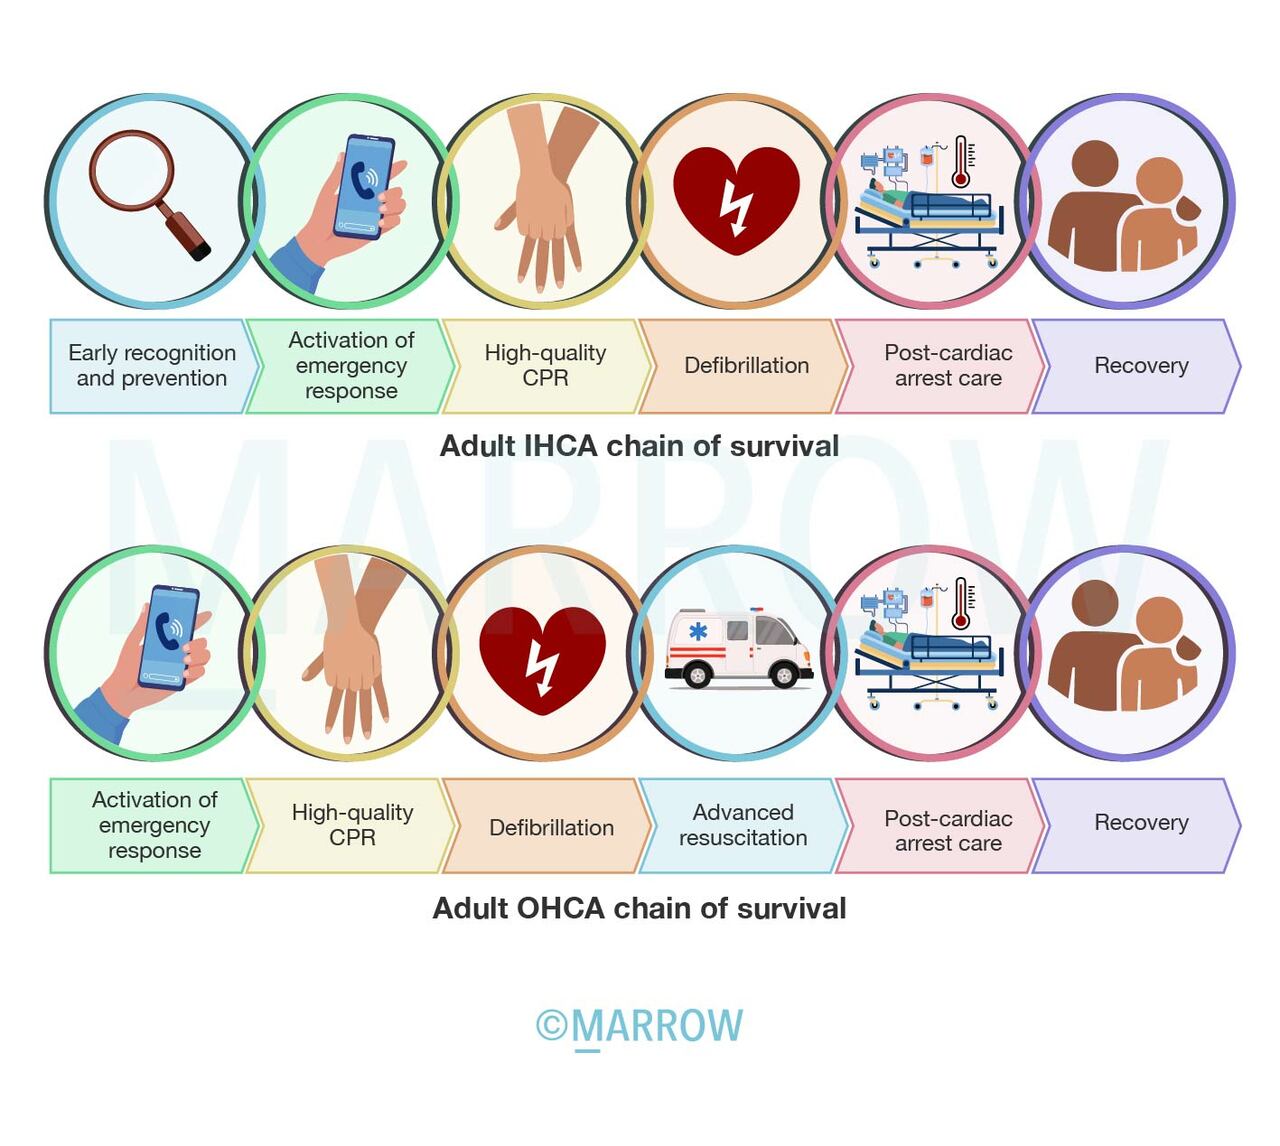 Early recognition
and prevention
Activation of
emergency
response
High-quality
CPR
Defibrillation
Post-cardiac
arrest care
Recovery
Adult IHCA chain of survival
MARROW
Activation of
emergency
response
High-quality
CPR
Defibrillation
Advanced
resuscitation
Post-cardiac
arrest care
Recovery
Adult OHCA chain of survival
©MARROW